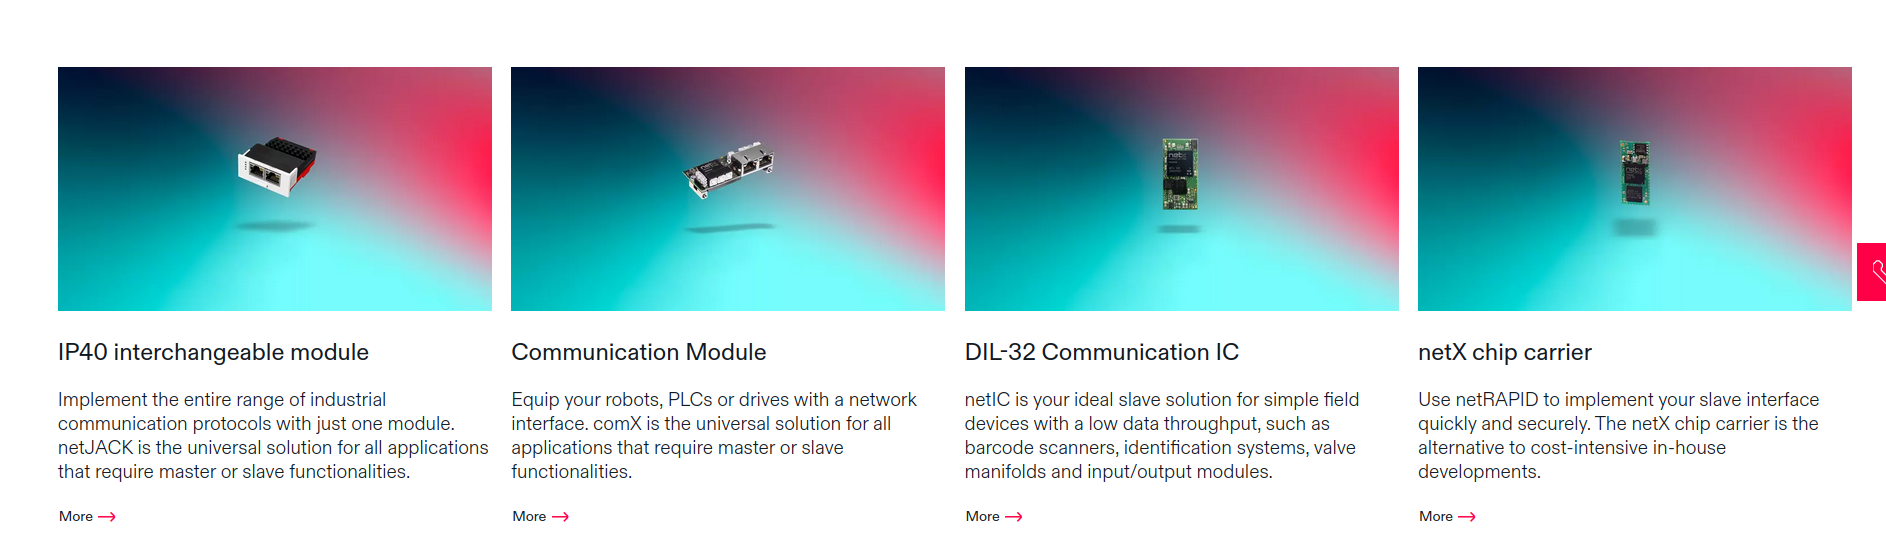 IP40 interchangeable module
Implement the entire range of industrial
communication protocols with just one module.
netJACK is the universal solution for all applications
that require master or slave functionalities.
More
Communication Module
Equip your robots, PLCs or drives with a network
interface. comX is the universal solution for all
applications that require master or slave
functionalities.
More
DIL-32 Communication IC
netIC is your ideal slave solution for simple field
devices with a low data throughput, such as
barcode scanners, identification systems, valve
manifolds and input/output modules.
More
netX chip carrier
Use netRAPID to implement your slave interface
quickly and securely. The netX chip carrier is the
alternative to cost-intensive in-house
developments.
More